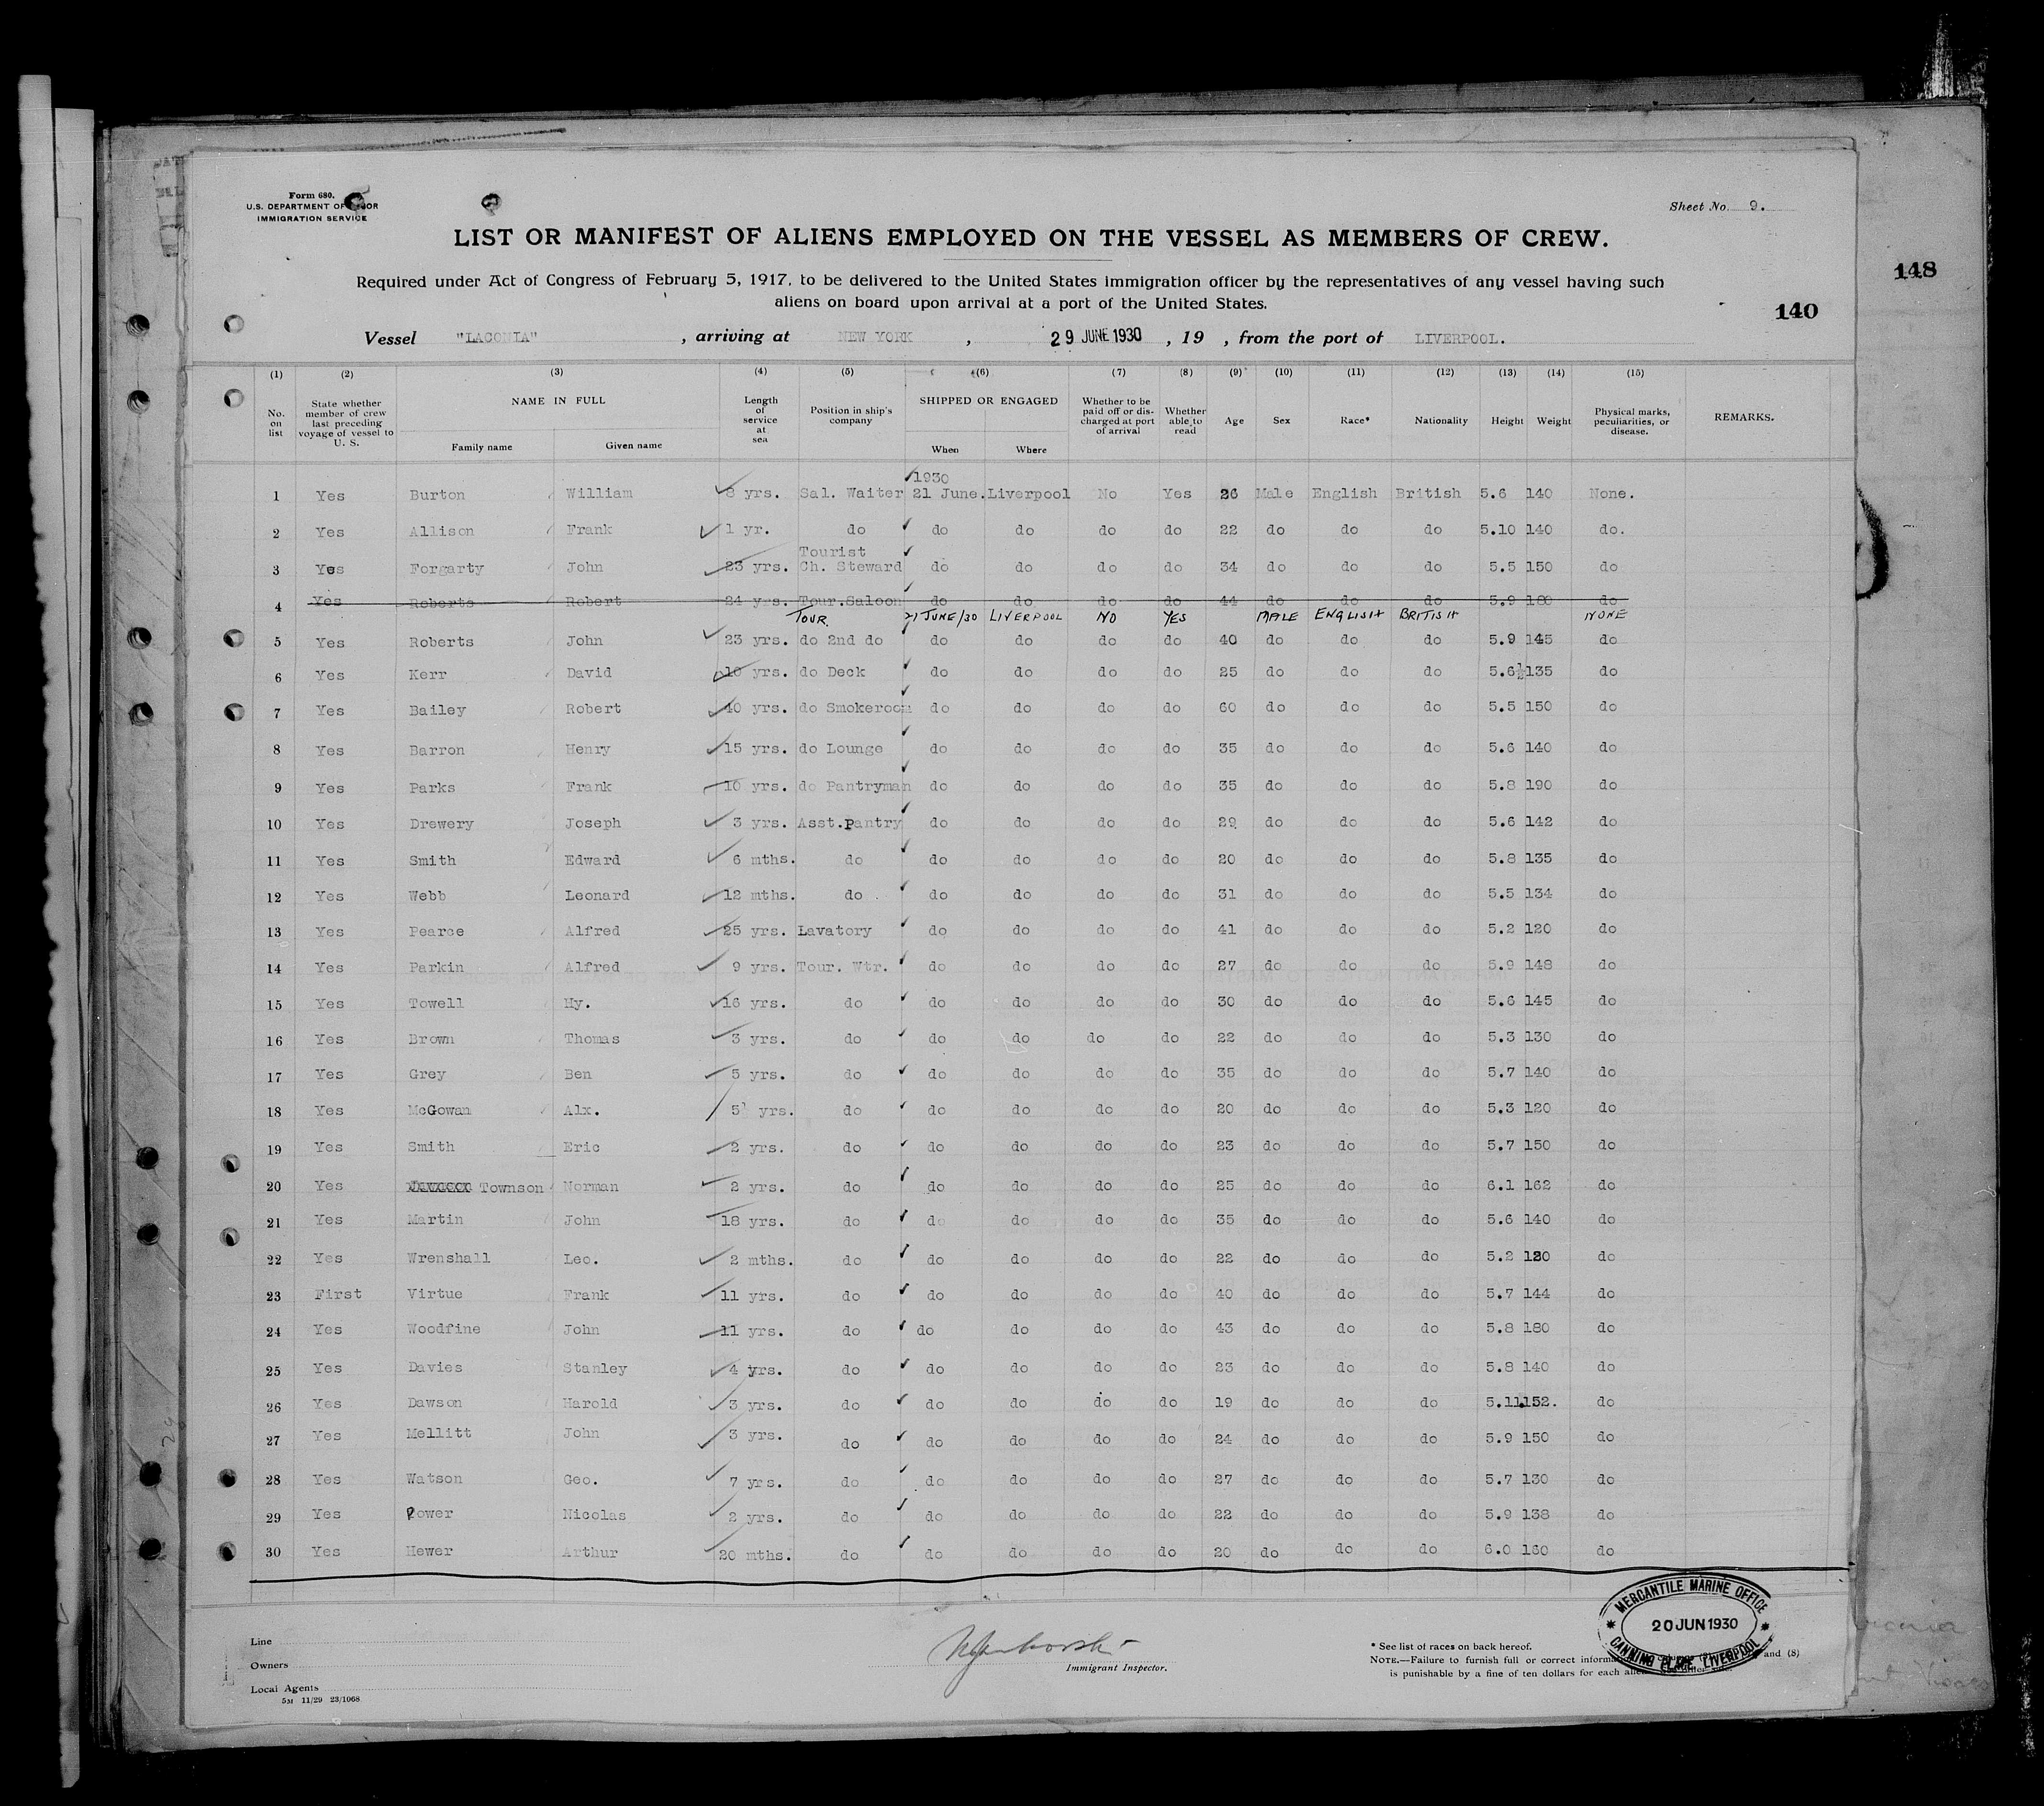 Form 680.
U.S. DEPARTMENT OF
IMMIGRATION SERVICE
Sheet No. 9.
LIST OR MANIFEST OF ALIENS EMPLOYED ON THE VESSEL AS MEMBERS OF CREW.
Required under Act of Congress of February 5, 1917, to be delivered to the United States immigration officer by the representatives of any vessel having such
aliens on board upon arrival at a port of the United States.
148
140
Vessel "LACONIA", arriving at NEW YORK, 29 JUNE 1930, 19 , from the port of LIVERPOOL.
(1) (2) (3) (4) (5) (6) (7) (8) (9) (10) (11) (12) (13) (14) (15)
No. on list State whether member of crew last preceding voyage of vessel to U. S. NAME IN FULL Family name Given name Length of service at sea Position in ship's company SHIPPED OR ENGAGED When Where Whether to be paid off or discharged at port of arrival Whether able to read Age Sex Race* Nationality Height Weight Physical marks, peculiarities, or disease. REMARKS.
1930
1 Yes Burton William 8 yrs. Sal. Waiter 21 June. Liverpool No Yes 26 Male English British 5.6 140 None.
2 Yes Allison Frank 1 yr. do do do do do 22 do do do 5.10 140 do.
Tourist
3 Yes Forgarty John 23 yrs. Ch. Steward do do do do 34 do do do 5.5 150 do
4 Yes Roberts Robert 24 yrs. Tour.Saloon do do do do 44 do do do 5.9 180 do
TOUR 21 JUNE/30 LIVERPOOL NO YES MALE ENGLISH BRITISH NONE
5 Yes Roberts John 23 yrs. do 2nd do do do do do 40 do do do 5.9 145 do
6 Yes Kerr David 10 yrs. do Deck do do do do 25 do do do 5.6½ 135 do
7 Yes Bailey Robert 40 yrs. do Smokeroom do do do do 60 do do do 5.5 150 do
8 Yes Barron Henry 15 yrs. do Lounge do do do do 35 do do do 5.6 140 do
9 Yes Parks Frank 10 yrs. do Pantryman do do do do 35 do do do 5.8 190 do
10 Yes Drewery Joseph 3 yrs. Asst.Pantry do do do do 29 do do do 5.6 142 do
11 Yes Smith Edward 6 mths. do do do do do 20 do do do 5.8 135 do
12 Yes Webb Leonard 12 mths. do do do do do 31 do do do 5.5 134 do
13 Yes Pearce Alfred 25 yrs. Lavatory do do do do 41 do do do 5.2 120 do
14 Yes Parkin Alfred 9 yrs. Tour. Wtr. do do do do 27 do do do 5.9 148 do
15 Yes Towell Hy. 16 yrs. do do do do do 30 do do do 5.6 145 do
16 Yes Brown Thomas 3 yrs. do do do do do 22 do do do 5.3 130 do
17 Yes Grey Ben 5 yrs. do do do do do 35 do do do 5.7 140 do
18 Yes McGowan Alx. 5 yrs. do do do do do 20 do do do 5.3 120 do
19 Yes Smith Eric 2 yrs. do do do do do 23 do do do 5.7 150 do
20 Yes Townson Norman 2 yrs. do do do do do 25 do do do 6.1 162 do
21 Yes Martin John 18 yrs. do do do do do 35 do do do 5.6 140 do
22 Yes Wrenshall Leo. 2 mths. do do do do do 22 do do do 5.2 120 do
23 First Virtue Frank 11 yrs. do do do do do 40 do do do 5.7 144 do
24 Yes Woodfine John 11 yrs. do do do do do 43 do do do 5.8 180 do
25 Yes Davies Stanley 4 yrs. do do do do do 23 do do do 5.8 140 do
26 Yes Dawson Harold 3 yrs. do do do do do 19 do do do 5.11 152. do
27 Yes Mellitt John 3 yrs. do do do do do 24 do do do 5.9 150 do
28 Yes Watson Geo. 7 yrs. do do do do do 27 do do do 5.7 130 do
29 Yes Power Nicolas 2 yrs. do do do do do 22 do do do 5.9 138 do
30 Yes Hewer Arthur 20 mths. do do do do do 20 do do do 6.0 160 do
Line
Owners
Local Agents
5M 11/29 23/1068
Immigrant Inspector.
* See list of races on back hereof.
NOTE.—Failure to furnish full or correct and (8)
is punishable by a fine of ten dollars for each
MERCANTILE MARINE OFFICE
20 JUN 1930
CANNING PLACE LIVERPOOL